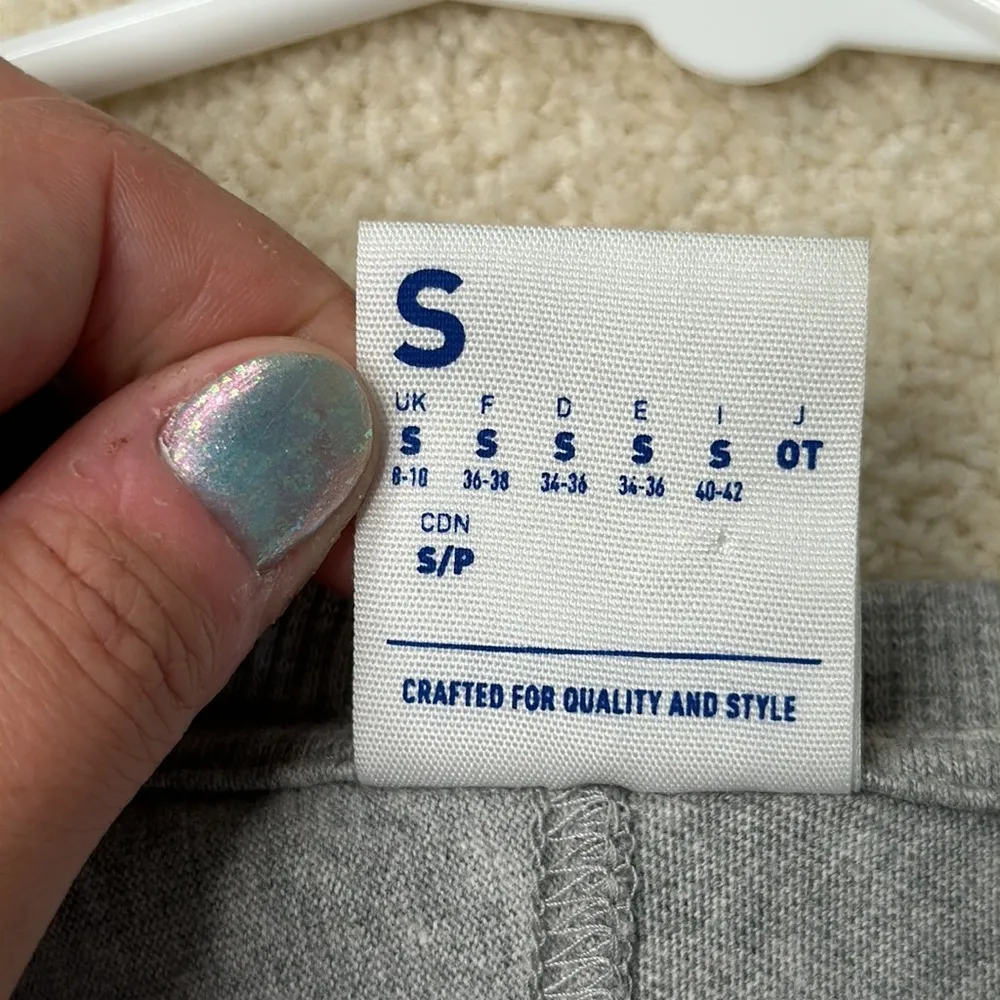 S
UK F D E I J
S S S S S OT
8-10 36-38 34-36 34-36 40-42
CDN
S/P
CRAFTED FOR QUALITY AND STYLE